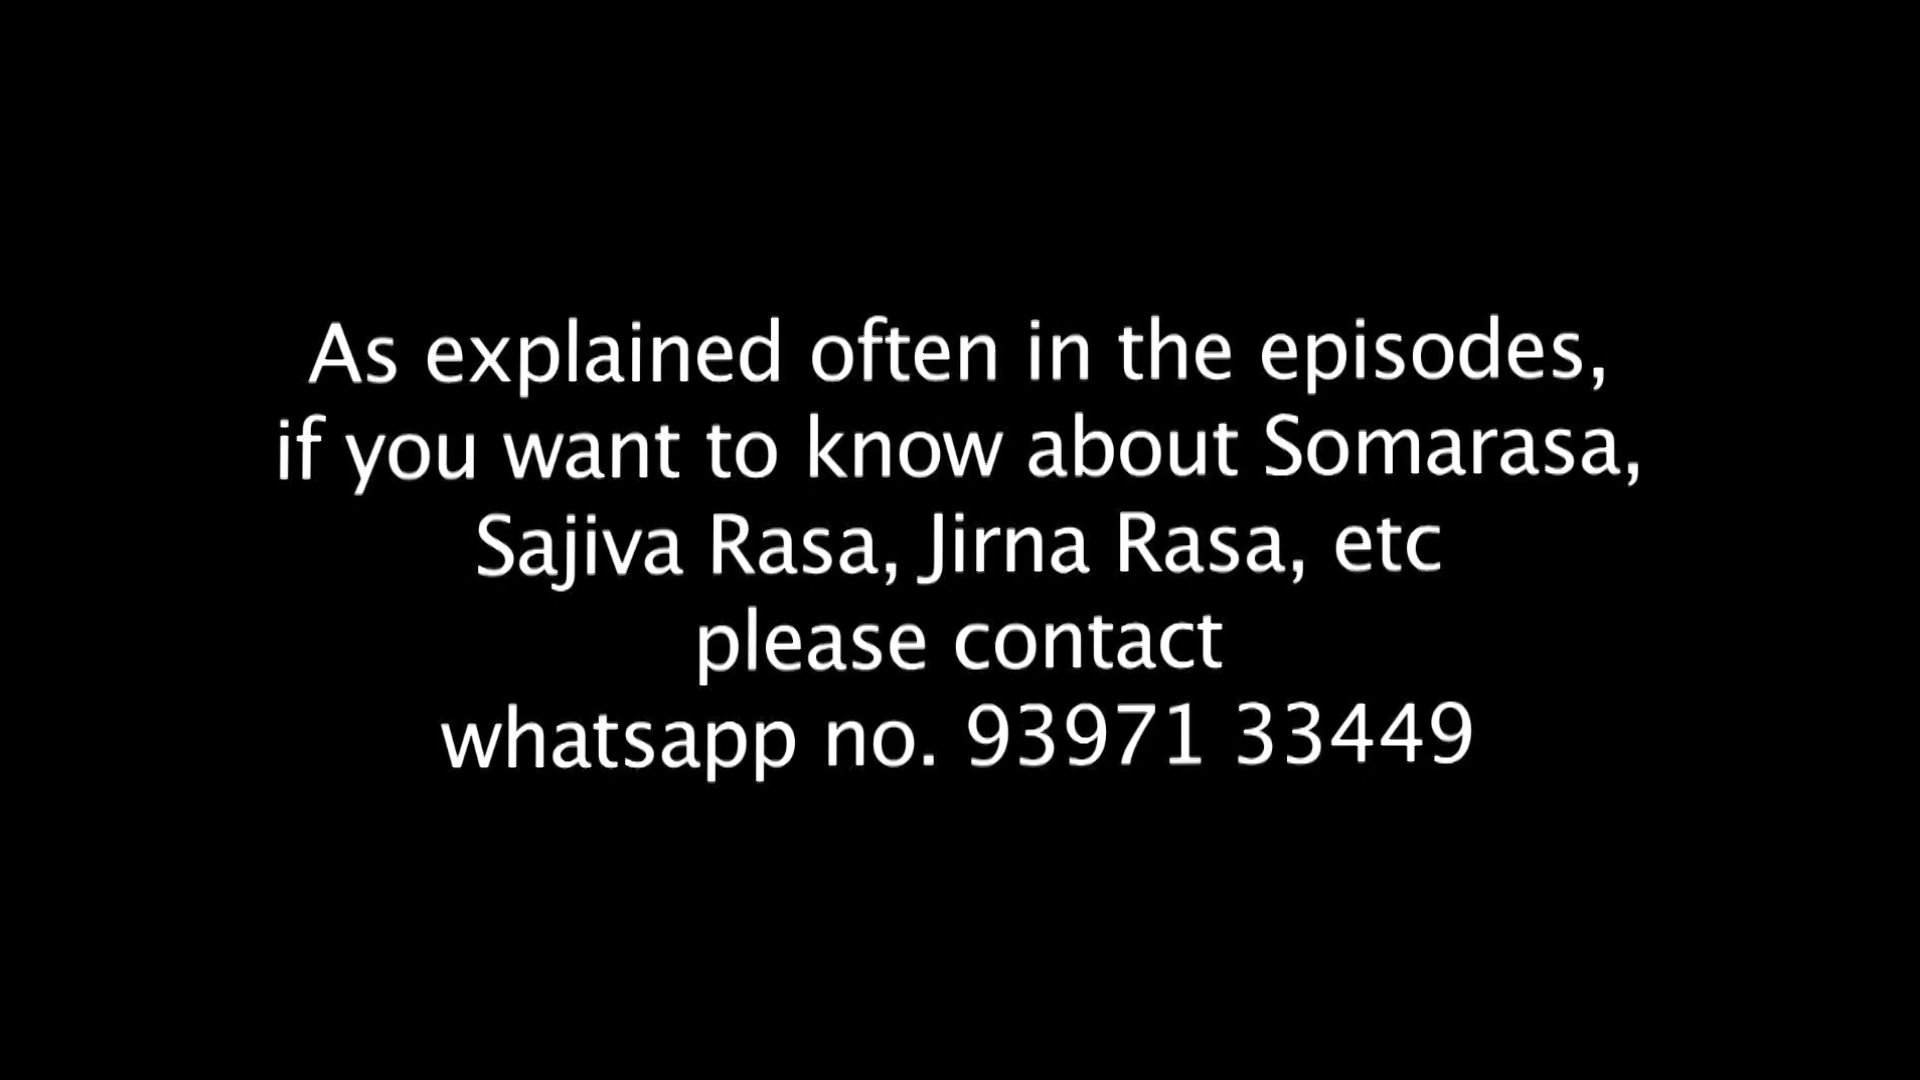 As explained often in the episodes,
if you want to know about Somarasa,
Sajiva Rasa, Jirna Rasa, etc
please contact
whatsapp no. 93971 33449